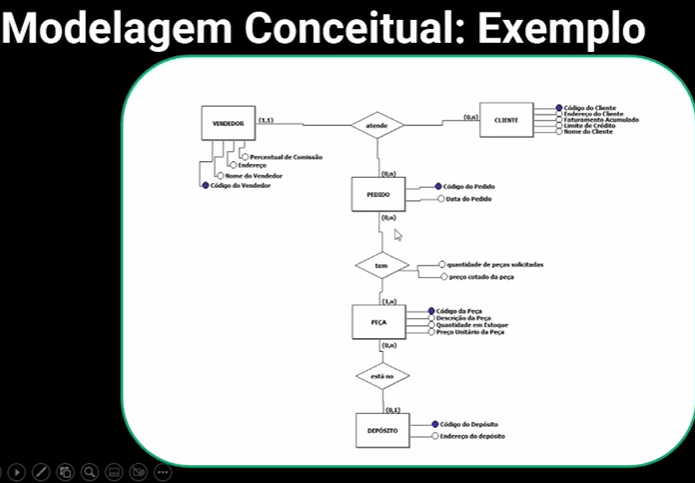 Modelagem Conceitual: Exemplo
VENDEDOR
(1,1)
atende
(0,n)
CLIENTE
Código do Cliente
Endereço do Cliente
Faturamento Acumulado
Limite de Crédito
Nome do Cliente
Percentual de Comissão
Endereço
Nome do Vendedor
Código do Vendedor
(0,n)
PEDIDO
Código do Pedido
Data do Pedido
(0,n)
tem
quantidade de peças solicitadas
preço cotado da peça
(1,n)
PEÇA
Código da Peça
Descrição da Peça
Quantidade em Estoque
Preço Unitário da Peça
(0,n)
está no
(0,1)
DEPÓSITO
Código do Depósito
Endereço do depósito